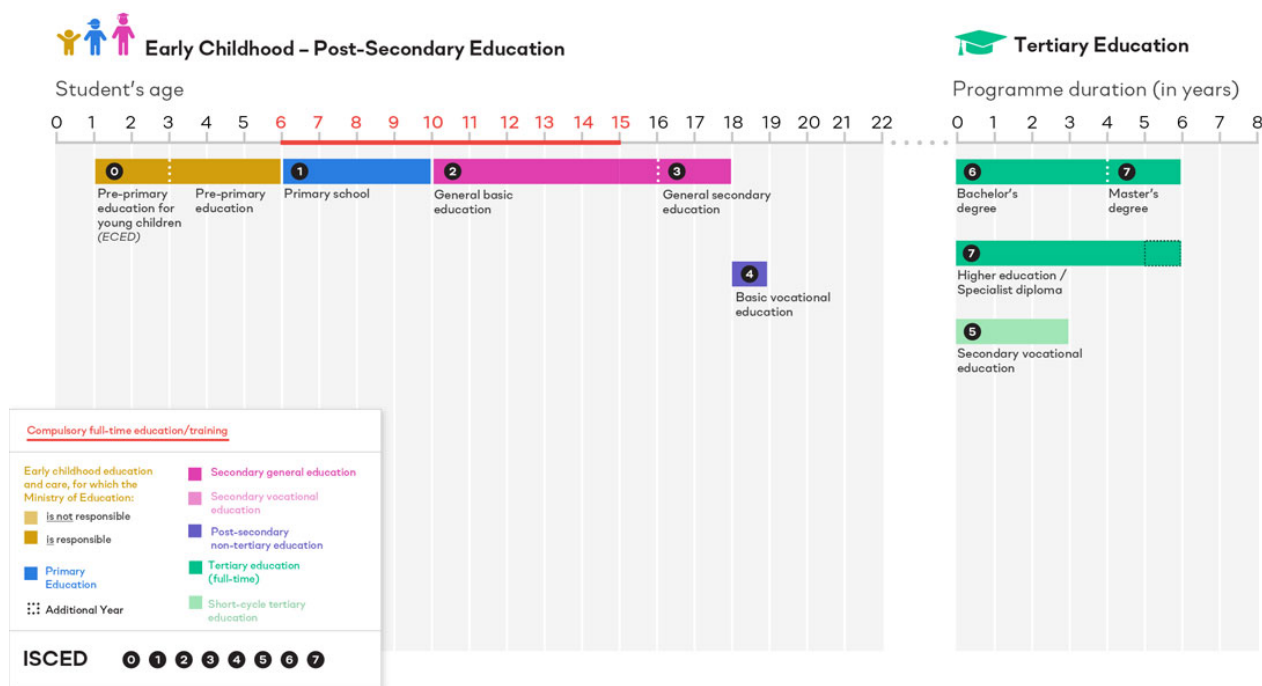 Early Childhood – Post-Secondary Education
Student's age
0 1 2 3 4 5 6 7 8 9 10 11 12 13 14 15 16 17 18 19 20 21 22
0
Pre-primary
education for
young children
(ECED)
Pre-primary
education
1
Primary school
2
General basic
education
3
General secondary
education
4
Basic vocational
education
Tertiary Education
Programme duration (in years)
0 1 2 3 4 5 6 7 8
6
Bachelor's
degree
7
Master's
degree
7
Higher education /
Specialist diploma
5
Secondary vocational
education
Compulsory full-time education/training
Early childhood education
and care, for which the
Ministry of Education:
is not responsible
is responsible
Primary
Education
Additional Year
Secondary general education
Secondary vocational
education
Post-secondary
non-tertiary education
Tertiary education
(full-time)
Short-cycle tertiary
education
ISCED 0 1 2 3 4 5 6 7